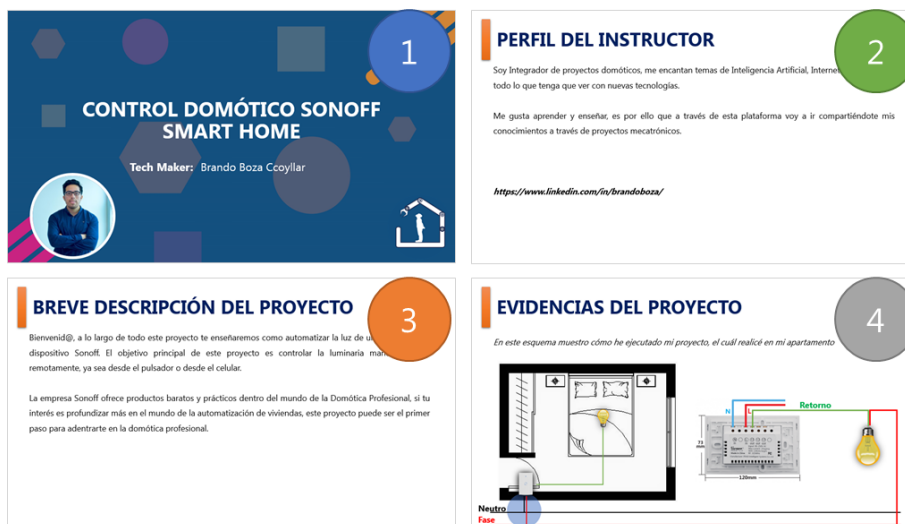 1
CONTROL DOMÓTICO SONOFF
SMART HOME
Tech Maker: Brando Boza Ccoyllar
2
PERFIL DEL INSTRUCTOR
Soy Integrador de proyectos domóticos, me encantan temas de Inteligencia Artificial,
todo lo que tenga que ver con nuevas tecnologías.
Me gusta aprender y enseñar, es por ello que a través de esta plataforma voy a ir compartiéndote mis
conocimientos a través de proyectos mecatrónicos.
https://www.linkedin.com/in/brandoboza/
3
BREVE DESCRIPCIÓN DEL PROYECTO
Bienvenid@, a lo largo de todo este proyecto te enseñaremos como automatizar la luz de
dispositivo Sonoff. El objetivo principal de este proyecto es controlar la luminaria
remotamente, ya sea desde el pulsador o desde el celular.
La empresa Sonoff ofrece productos baratos y prácticos dentro del mundo de la Domótica Profesional, si tu
interés es profundizar más en el mundo de la automatización de viviendas, este proyecto puede ser el primer
paso para adentrarte en la domótica profesional.
4
EVIDENCIAS DEL PROYECTO
En este esquema muestro cómo he ejecutado mi proyecto, el cuál realicé en mi apartamento
N
L
Retorno
73
mm
120mm
Neutro
Fase